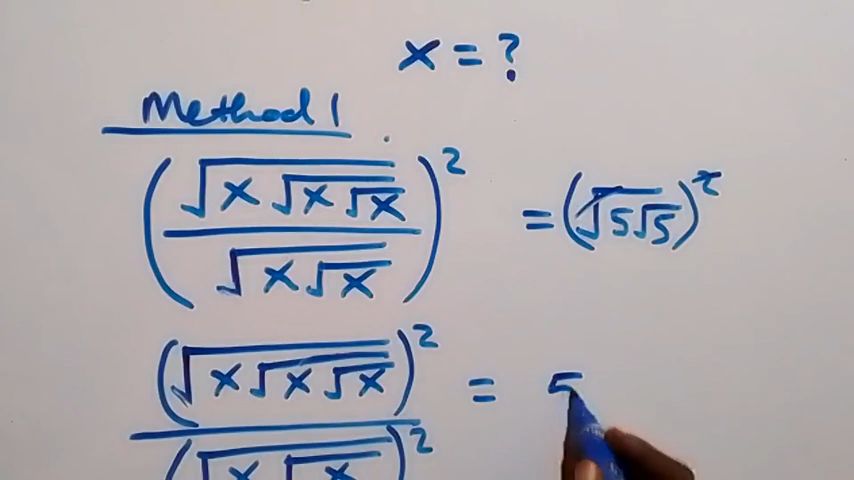 x = ?
Method 1
(√(x√(x√x)) / √(x√x))² = (√(5√5))²
(√(x√(x√x)))² / (√(x√x))² = 5